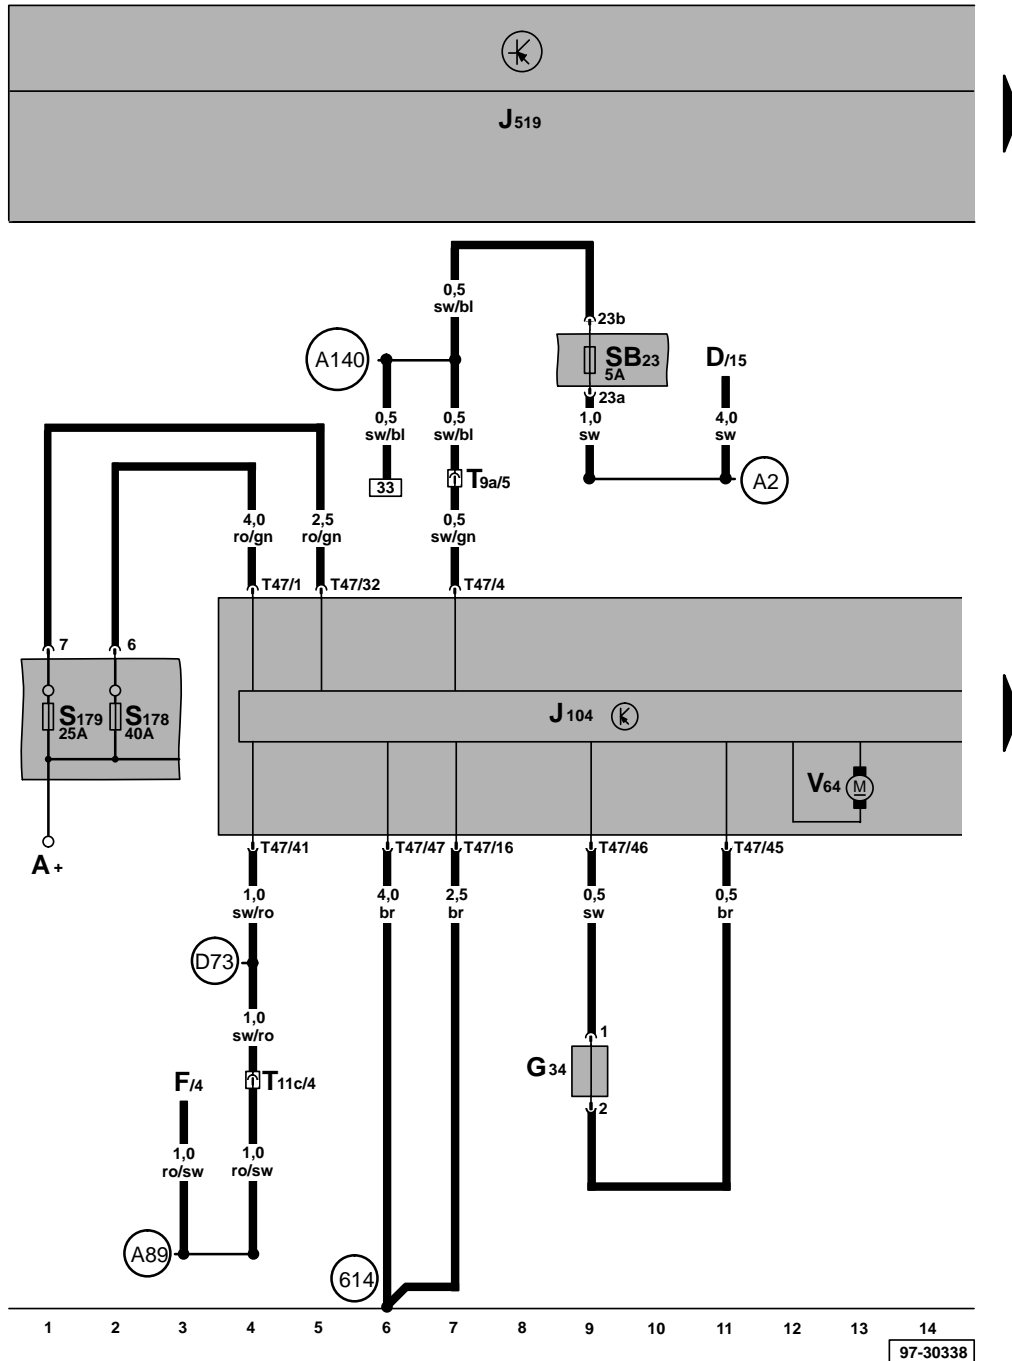 J519
0,5
sw/bl
23b
A140
SB23
5A
D/15
23a
0,5
sw/bl
0,5
sw/bl
1,0
sw
4,0
sw
33
T9a/5
A2
4,0
ro/gn
2,5
ro/gn
0,5
sw/gn
T47/1
T47/32
T47/4
7
6
S179
25A
S178
40A
J104
V64
M
A+
T47/41
T47/47
T47/16
T47/46
T47/45
1,0
sw/ro
4,0
br
2,5
br
0,5
sw
0,5
br
D73
1,0
sw/ro
1
G34
F/4
T11c/4
2
1,0
ro/sw
1,0
ro/sw
A89
614
1 2 3 4 5 6 7 8 9 10 11 12 13 14
97-30338